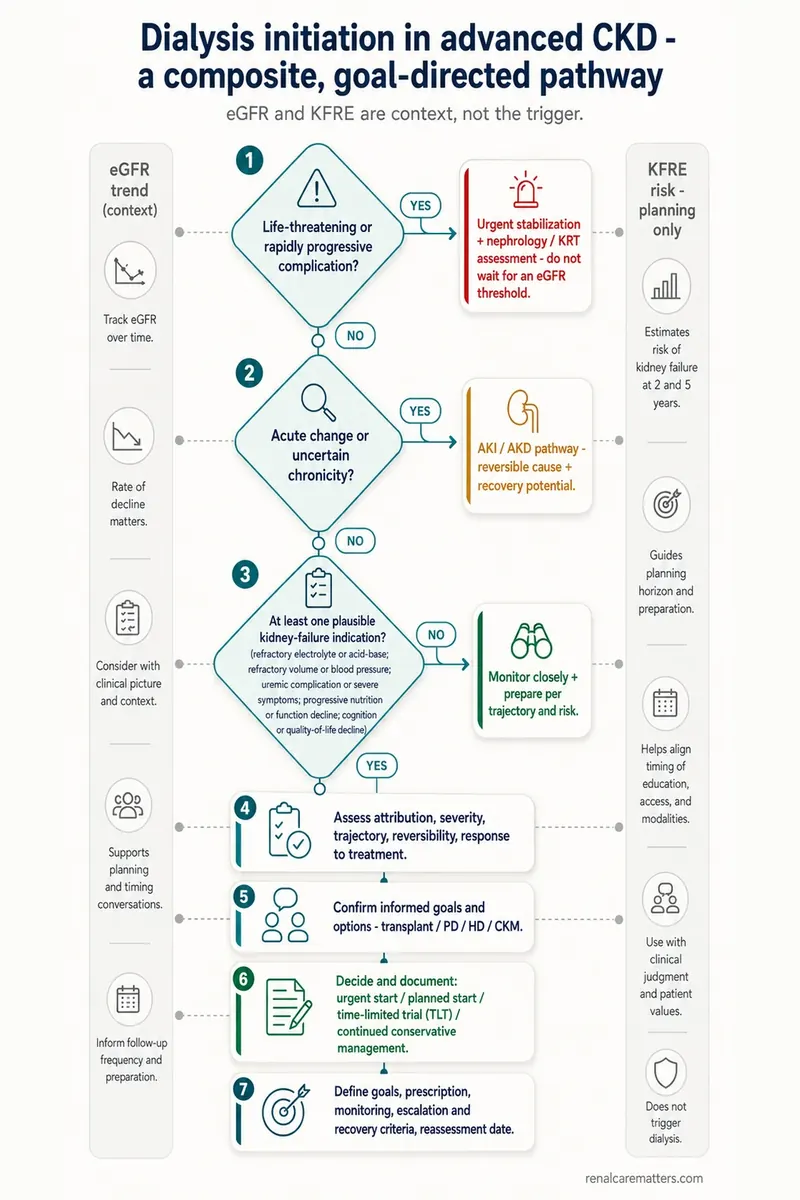 Dialysis initiation in advanced CKD -
a composite, goal-directed pathway
eGFR and KFRE are context, not the trigger.
eGFR
trend
(context)
Track eGFR
over time.
Rate of
decline
matters.
Consider with
clinical picture
and context.
Supports
planning
and timing
conversations.
Inform follow-up
frequency and
preparation.
1
Life-threatening or
rapidly progressive
complication?
YES
Urgent stabilization
+ nephrology / KRT
assessment - do not
wait for an eGFR
threshold.
NO
2
Acute change or
uncertain
chronicity?
YES
AKI / AKD pathway -
reversible cause +
recovery potential.
NO
3
At least one plausible
kidney-failure indication?
(refractory electrolyte or acid-base;
refractory volume or blood pressure;
uremic complication or severe
symptoms; progressive nutrition
or function decline; cognition
or quality-of-life decline)
NO
Monitor closely +
prepare per
trajectory and risk.
YES
4
Assess attribution, severity,
trajectory, reversibility, response
to treatment.
5
Confirm informed goals and
options - transplant / PD / HD / CKM.
6
Decide and document:
urgent start / planned start /
time-limited trial (TLT) /
continued conservative
management.
7
Define goals, prescription,
monitoring, escalation and
recovery criteria, reassessment date.
KFRE
risk -
planning
only
Estimates
risk of
kidney failure
at 2 and 5
years.
Guides
planning
horizon and
preparation.
Helps align
timing of
education,
access, and
modalities.
Use with
clinical
judgment
and patient
values.
Does not
trigger
dialysis.
renalcarematters.com